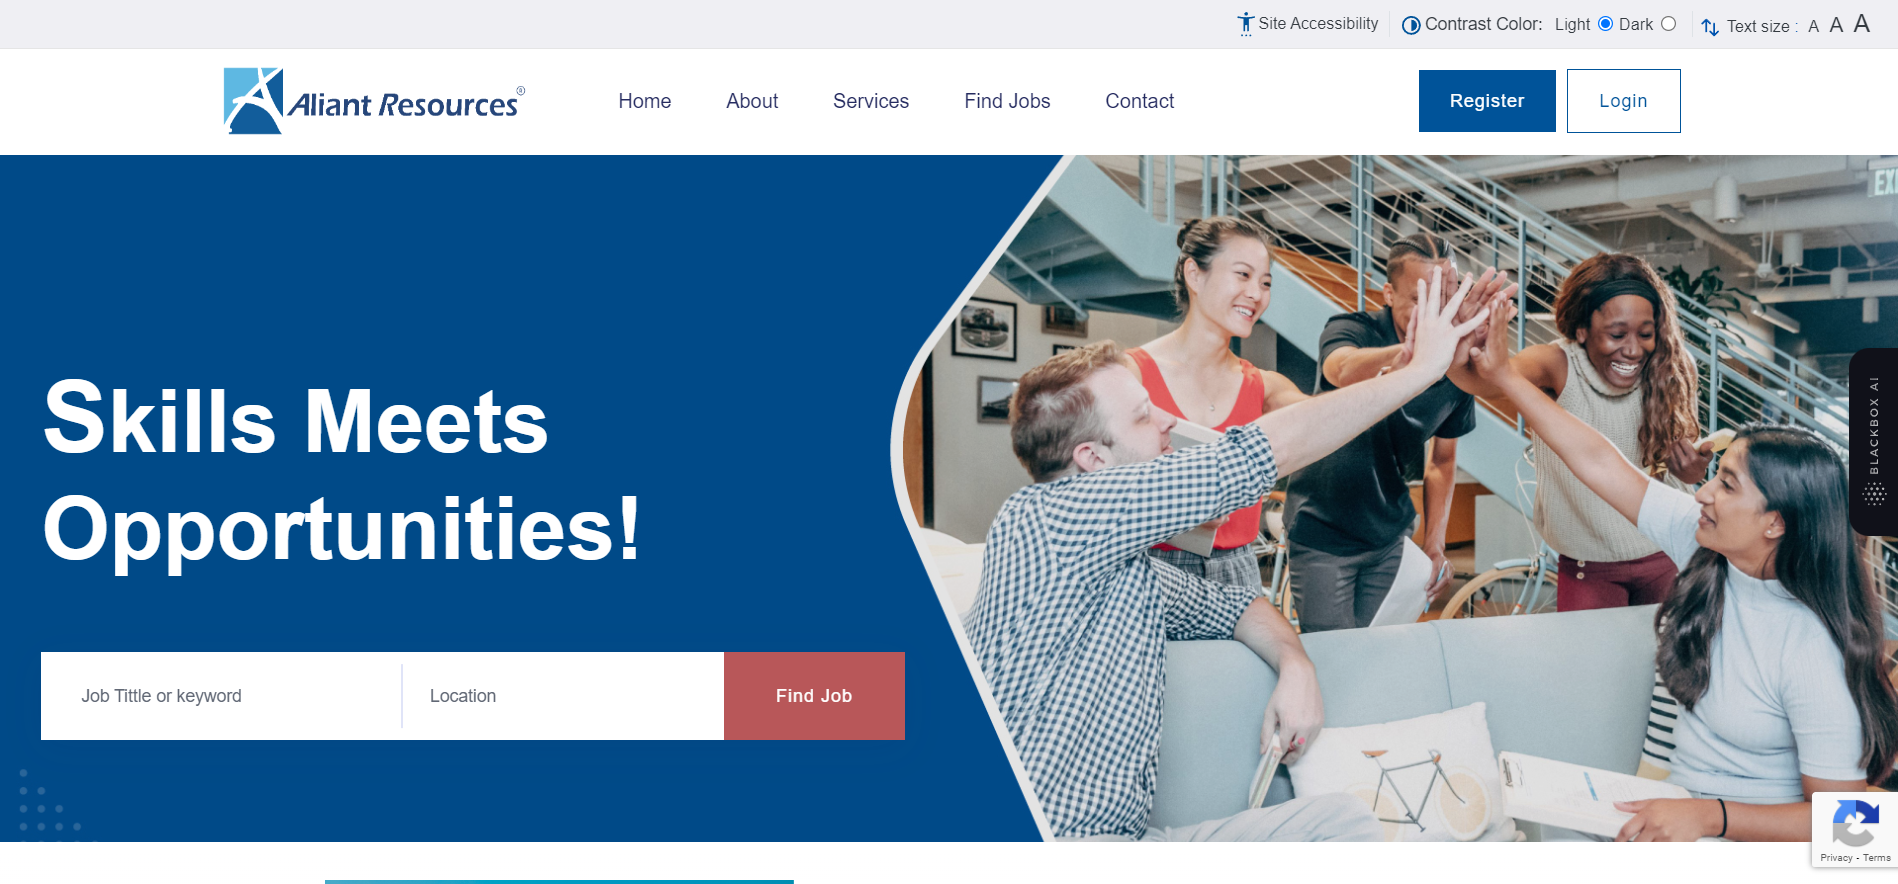 Site Accessibility
Contrast Color: Light Dark
Text size : A A A
Aliant Resources®
Home About Services Find Jobs Contact
Register Login
EXI
Skills Meets
Opportunities!
BLACKBOX AI
Job Tittle or keyword Location Find Job
Privacy - Terms